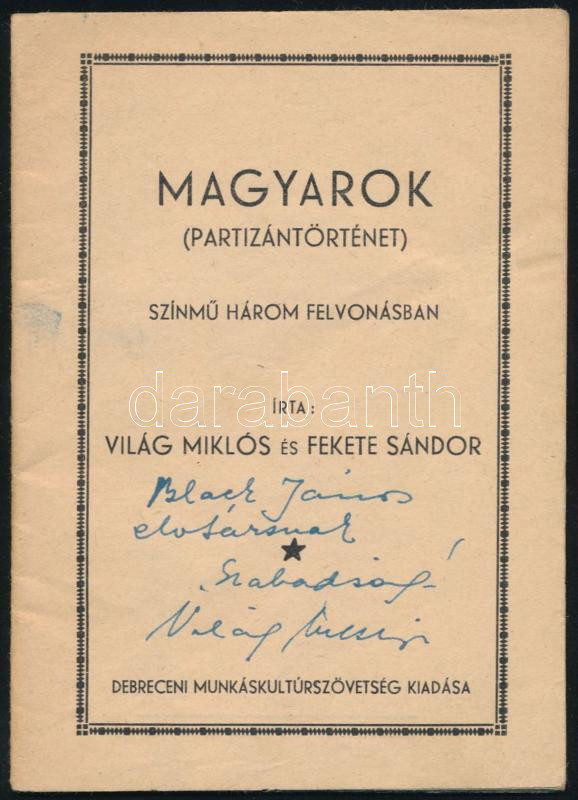 MAGYAROK
(PARTIZÁNTÖRTÉNET)
SZÍNMŰ HÁROM FELVONÁSBAN
darabanth
ÍRTA:
VILÁG MIKLÓS ÉS FEKETE SÁNDOR
Black János
elvtársnak
Szabadság
Világ
DEBRECENI MUNKÁSKULTÚRSZÖVETSÉG KIADÁSA